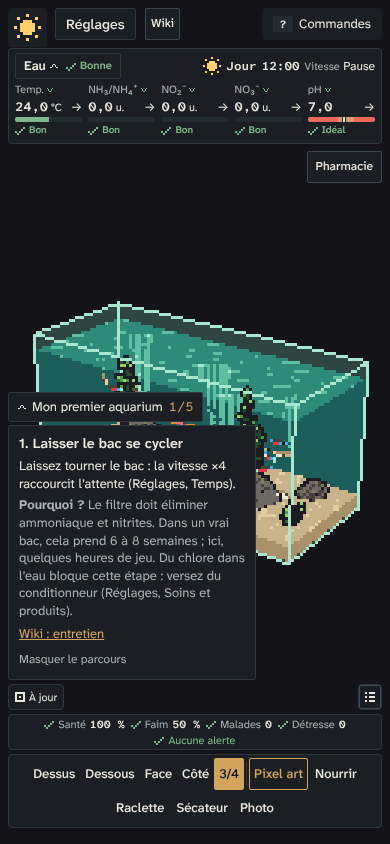 Réglages Wiki ? Commandes
Eau Bonne Jour 12:00 Vitesse Pause
Temp. NH₃/NH₄⁺ NO₂⁻ NO₃⁻ pH
24,0 °C → 0,0 u. → 0,0 u. → 0,0 u. → 7,0 →
Bon Bon Bon Bon Idéal
Pharmacie
Mon premier aquarium 1/5
1. Laisser le bac se cycler
Laissez tourner le bac : la vitesse ×4
raccourcit l'attente (Réglages, Temps).
Pourquoi ? Le filtre doit éliminer
ammoniaque et nitrites. Dans un vrai
bac, cela prend 6 à 8 semaines ; ici,
quelques heures de jeu. Du chlore dans
l'eau bloque cette étape : versez du
conditionneur (Réglages, Soins et
produits).
Wiki : entretien
Masquer le parcours
À jour
Santé 100 % Faim 50 % Malades 0 Détresse 0
Aucune alerte
Dessus Dessous Face Côté 3/4 Pixel art Nourrir
Raclette Sécateur Photo